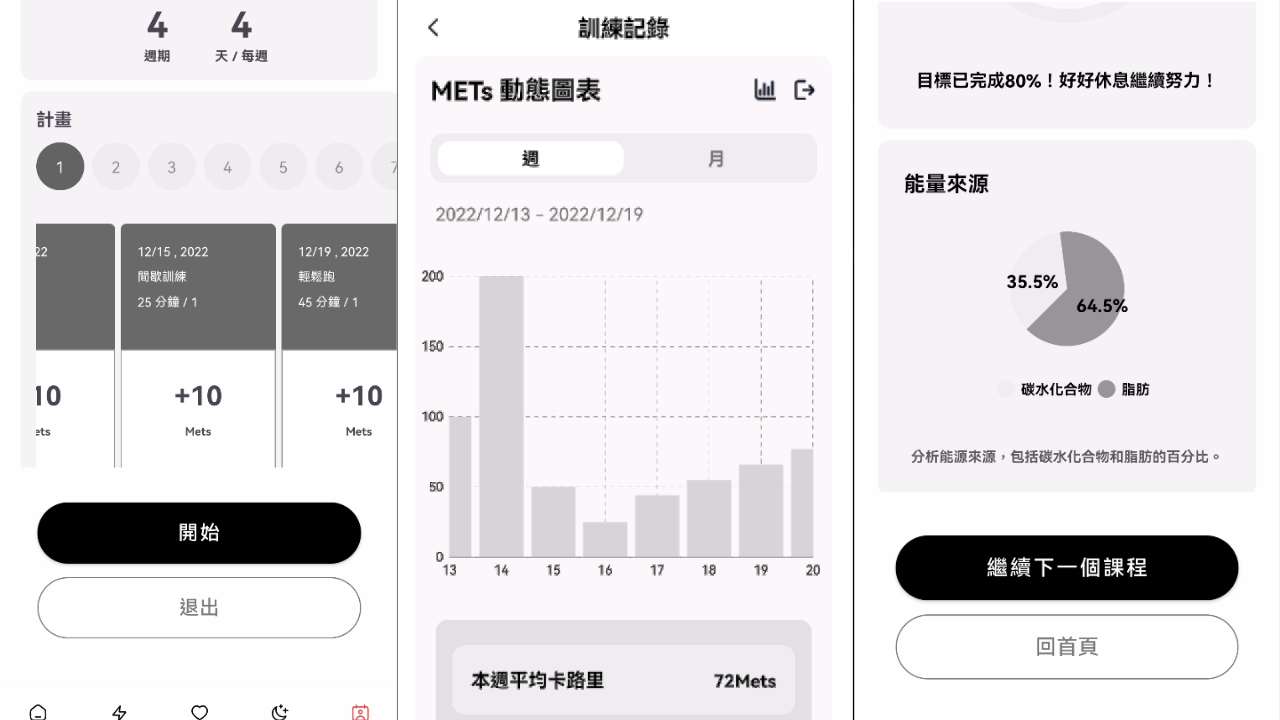 4 4
週期 天 / 每週
計畫
1 2 3 4 5 6 7
22
12/15 , 2022
間歇訓練
25 分鐘 / 1
12/19 , 2022
輕鬆跑
45 分鐘 / 1
10 +10 +10
ets Mets Mets
開始
退出
訓練記錄
METs 動態圖表
週 月
2022/12/13 - 2022/12/19
200
150
100
50
0
13 14 15 16 17 18 19 20
本週平均卡路里 72Mets
目標已完成80%！好好休息繼續努力！
能量來源
35.5%
64.5%
碳水化合物 脂肪
分析能源來源，包括碳水化合物和脂肪的百分比。
繼續下一個課程
回首頁